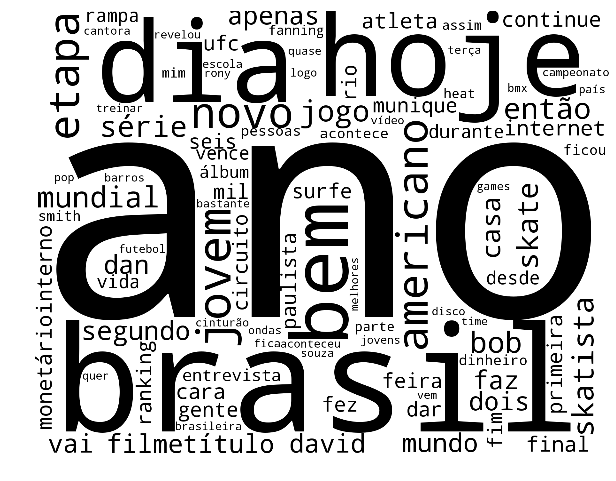 rampa
apenas
atleta
assim
continue
cantora
revelou
fanning
etapa
dia
hoje
ufc
quase
terça
escola
mim
rony
logo
rio
heat
bmx
campeonato
país
treinar
novo
jogo
vídeo
munique
então
série
pessoas
acontece
durante
internet
seis
vence
ficou
ano
pop
barros
álbum
mil
surfe
games
mundial
bastante
americano
casa
skate
smith
jovem
circuito
bem
paulista
melhores
futebol
dan
vida
desde
interno
monetário
cinturão
ondas
parte
disco
time
segundo
fica
aconteceu
jovens
souza
bob
primeira
skatista
brasil
ranking
dinheiro
quer
entrevista
feira
faz
cara
vem
gente
fez
dar
dois
brasileira
fim
vai
filme
título
david
mundo
final